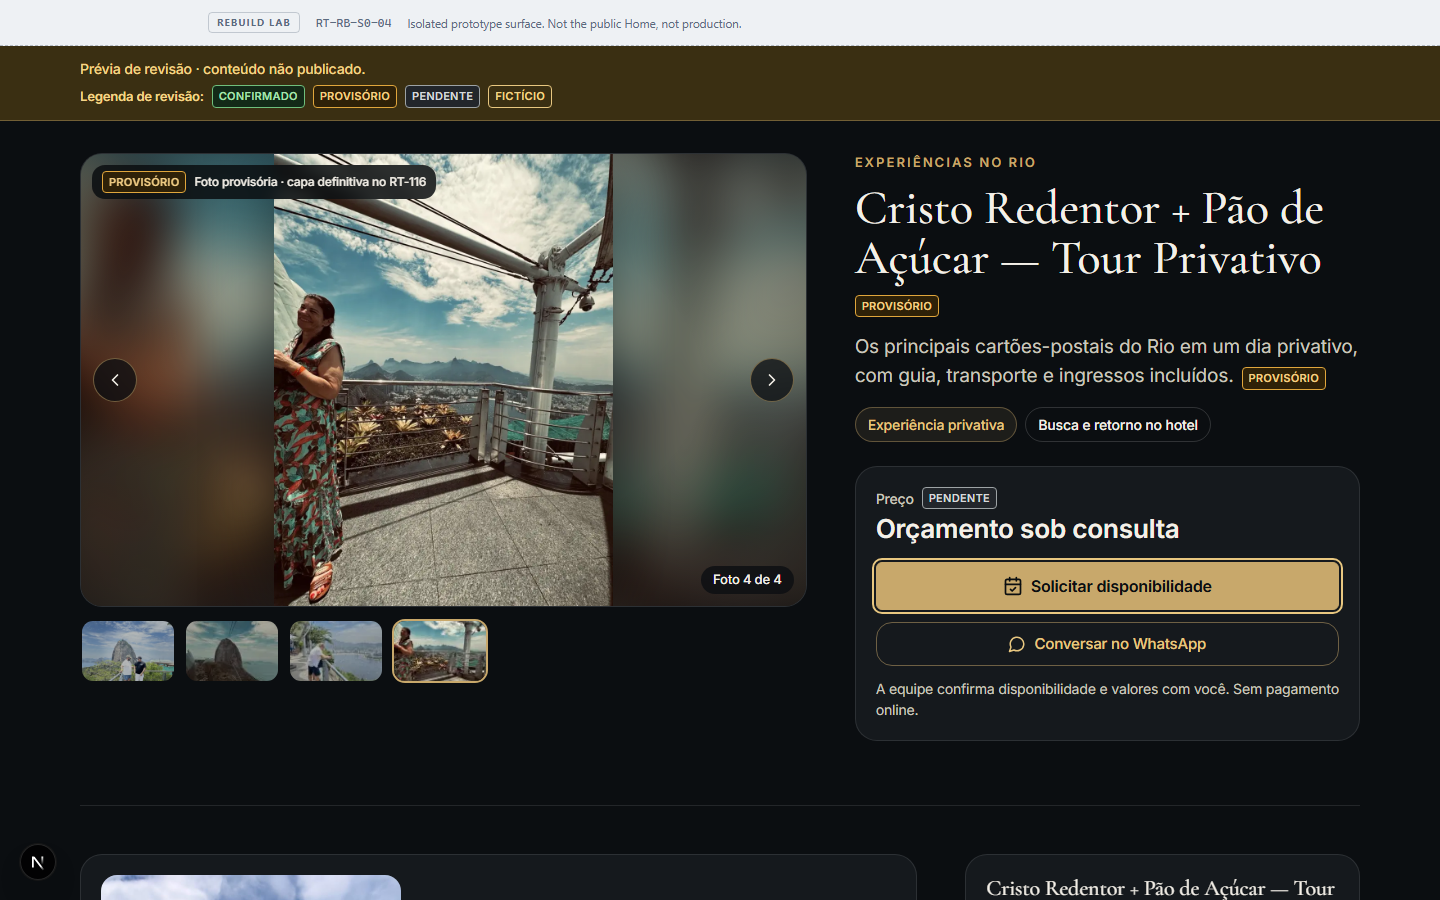 REBUILD LAB RT-RB-S0-04 Isolated prototype surface. Not the public Home, not production.
Prévia de revisão · conteúdo não publicado.
Legenda de revisão: CONFIRMADO PROVISÓRIO PENDENTE FICTÍCIO
PROVISÓRIO Foto provisória · capa definitiva no RT-116
Foto 4 de 4
EXPERIÊNCIAS NO RIO
Cristo Redentor + Pão de
Açúcar — Tour Privativo
PROVISÓRIO
Os principais cartões-postais do Rio em um dia privativo,
com guia, transporte e ingressos incluídos. PROVISÓRIO
Experiência privativa Busca e retorno no hotel
Preço PENDENTE
Orçamento sob consulta
Solicitar disponibilidade
Conversar no WhatsApp
A equipe confirma disponibilidade e valores com você. Sem pagamento
online.
N
Cristo Redentor + Pão de Açúcar — Tour